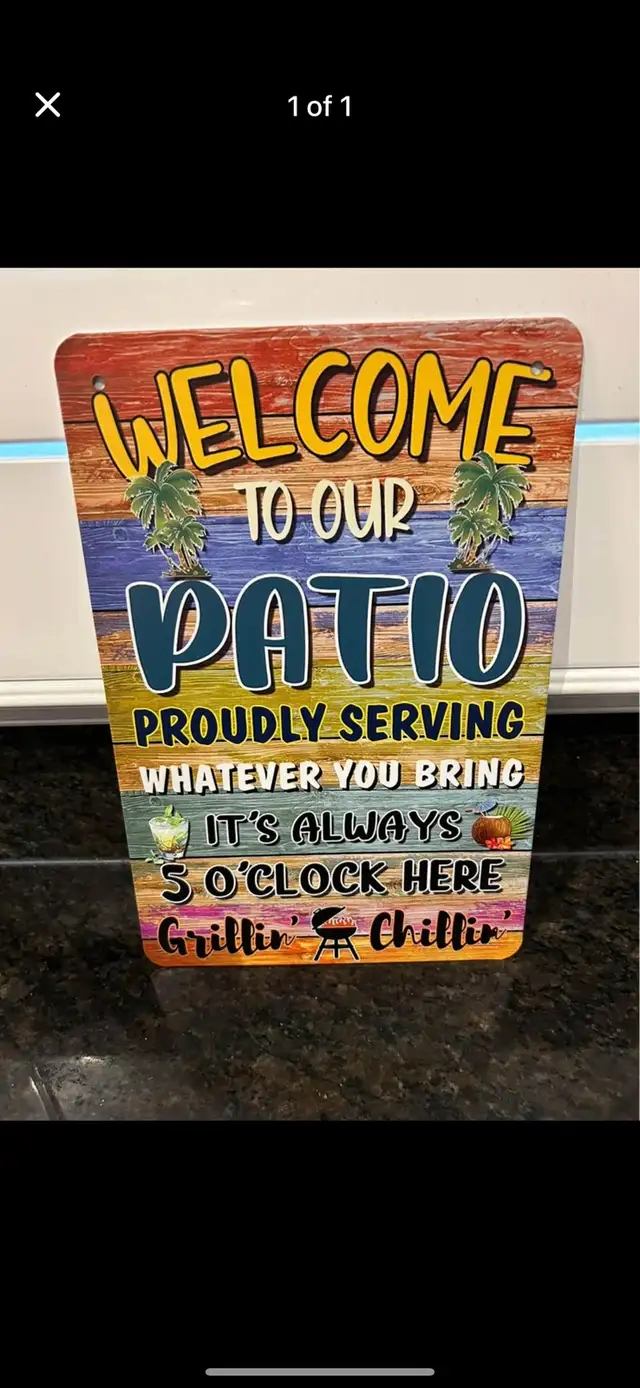 1 of 1
WELCOME
TO OUR
PATIO
PROUDLY SERVING
WHATEVER YOU BRING
IT'S ALWAYS
5 O'CLOCK HERE
Grillin' Chillin'